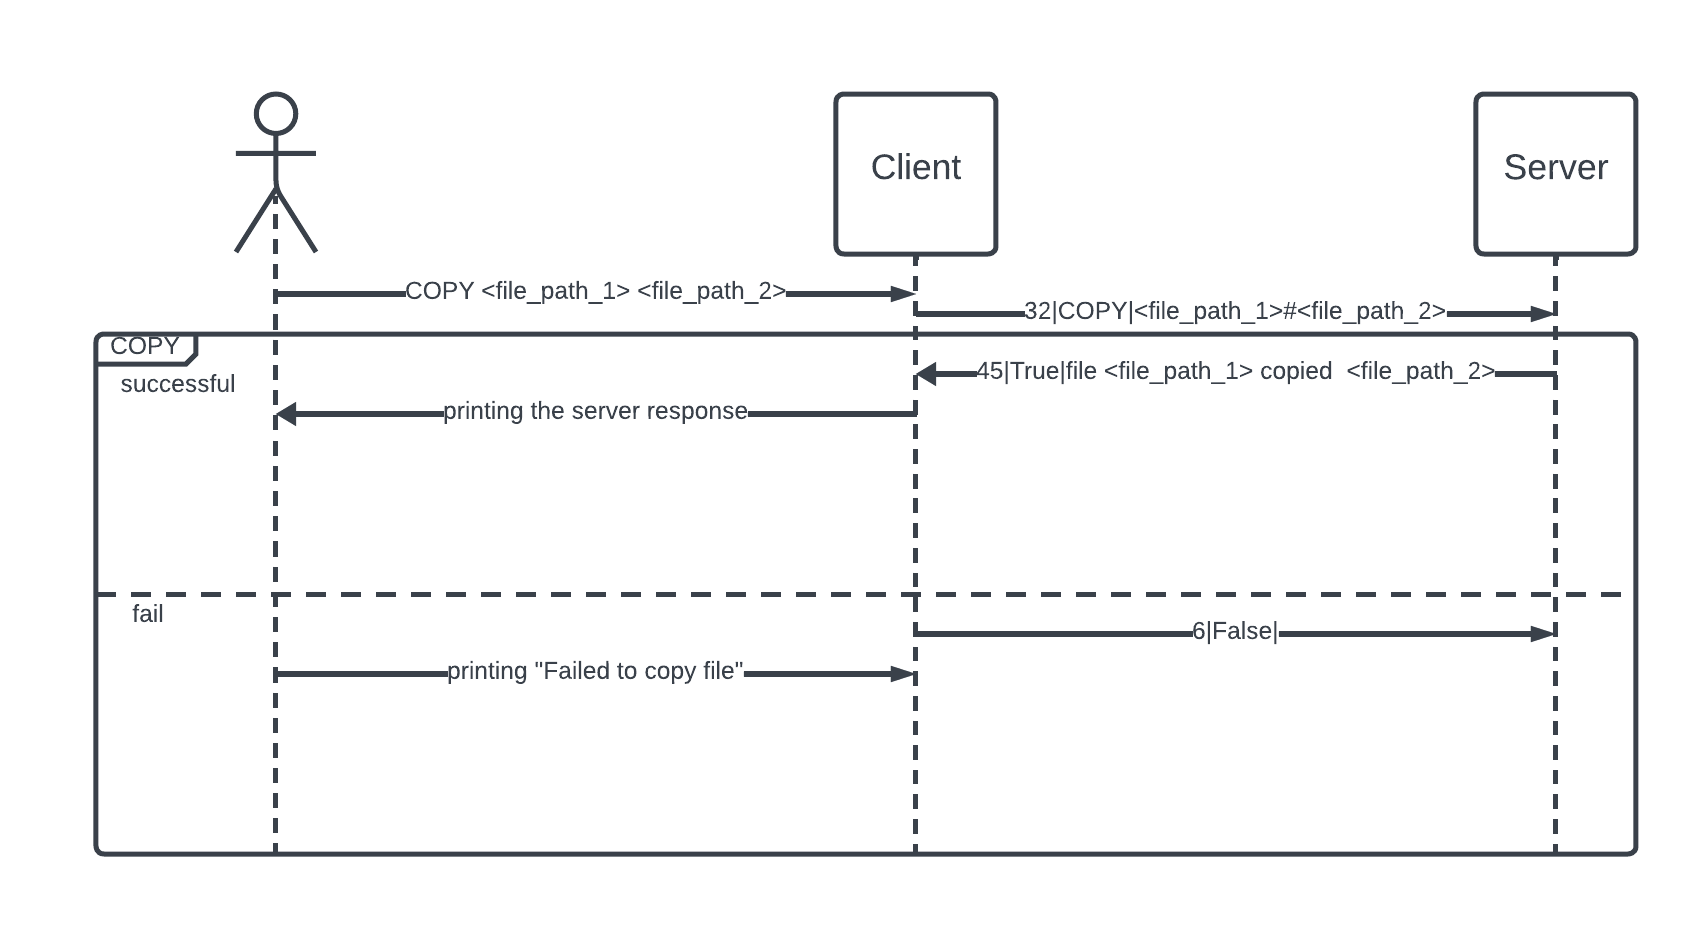 Client
Server
COPY <file_path_1> <file_path_2>
32|COPY|<file_path_1>#<file_path_2>
COPY
45|True|file <file_path_1> copied  <file_path_2>
successful
printing the server response
fail
6|False|
printing "Failed to copy file"